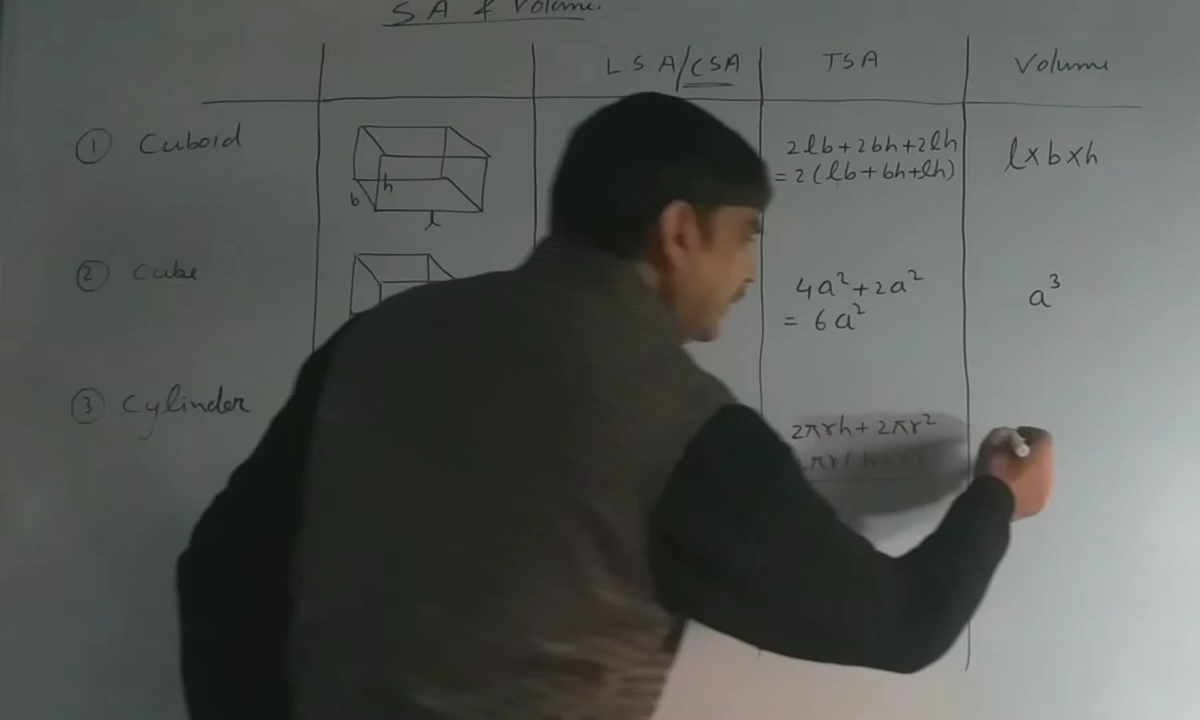 S.A. & Volume.
LSA/CSA TSA Volume
① Cuboid
b h l
2lb+2bh+2lh
=2(lb+bh+lh)
l×b×h
② Cube
4a²+2a²
= 6a²
a³
③ Cylinder
2πrh+2πr²